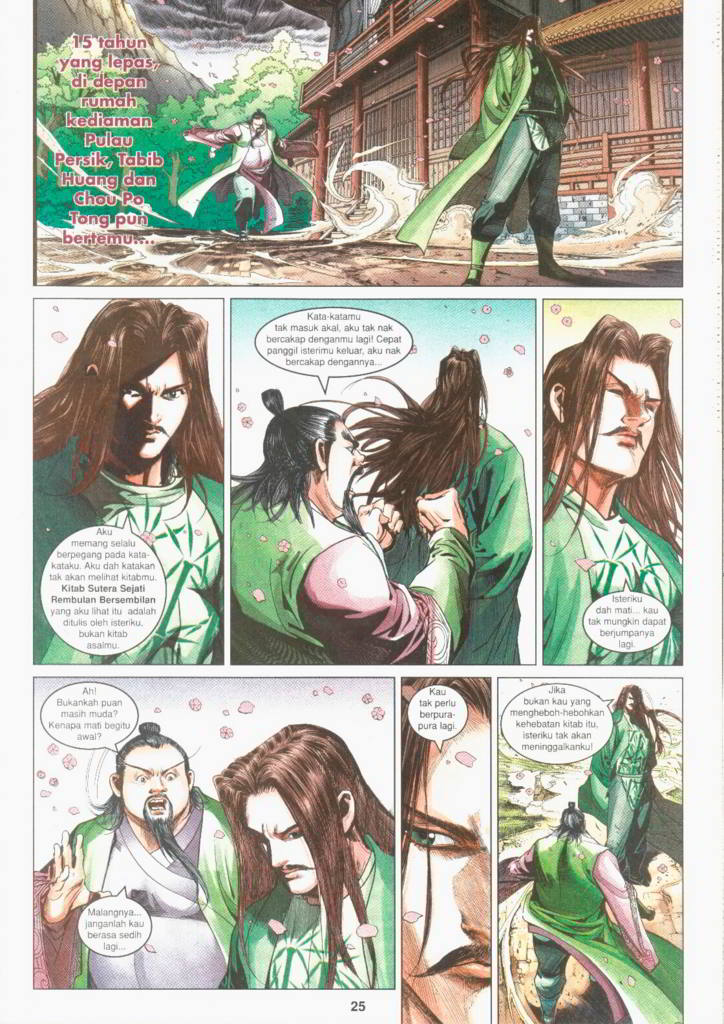 15 tahun
yang lepas,
di depan
rumah
kediaman
Pulau
Persik, Tabib
Huang dan
Chou Po
Tong pun
bertemu....
Aku
memang selalu
berpegang pada kata-
kataku. Aku dah katakan
tak akan melihat kitabmu.
Kitab Sutera Sejati
Rembulan Bersembilan
yang aku lihat itu adalah
ditulis oleh isteriku,
bukan kitab
asaimu.
Kata-katamu
tak masuk akal, aku tak nak
bercakap denganmu lagi! Cepat
panggil isterimu keluar, aku nak
bercakap dengannya...
Isteriku
dah mati... kau
tak mungkin dapat
berjumpanya
lagi.
Ah!
Bukankah puan
masih muda?
Kenapa mati begitu
awal?
Malangnya...
janganlah kau
berasa sedih
lagi...
Kau
tak perlu
berpura-
pura lagi.
Jika
bukan kau yang
mengheboh-hebohkan
kehebatan kitab itu,
isteriku tak akan
meninggalkanku!
25